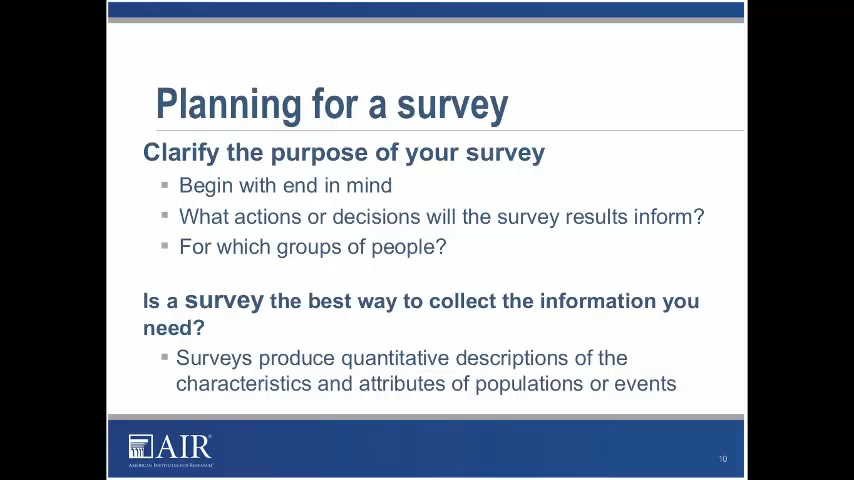 Planning for a survey
Clarify the purpose of your survey
▪ Begin with end in mind
▪ What actions or decisions will the survey results inform?
▪ For which groups of people?
Is a survey the best way to collect the information you
need?
▪ Surveys produce quantitative descriptions of the
characteristics and attributes of populations or events
AIR
AMERICAN INSTITUTES FOR RESEARCH
10